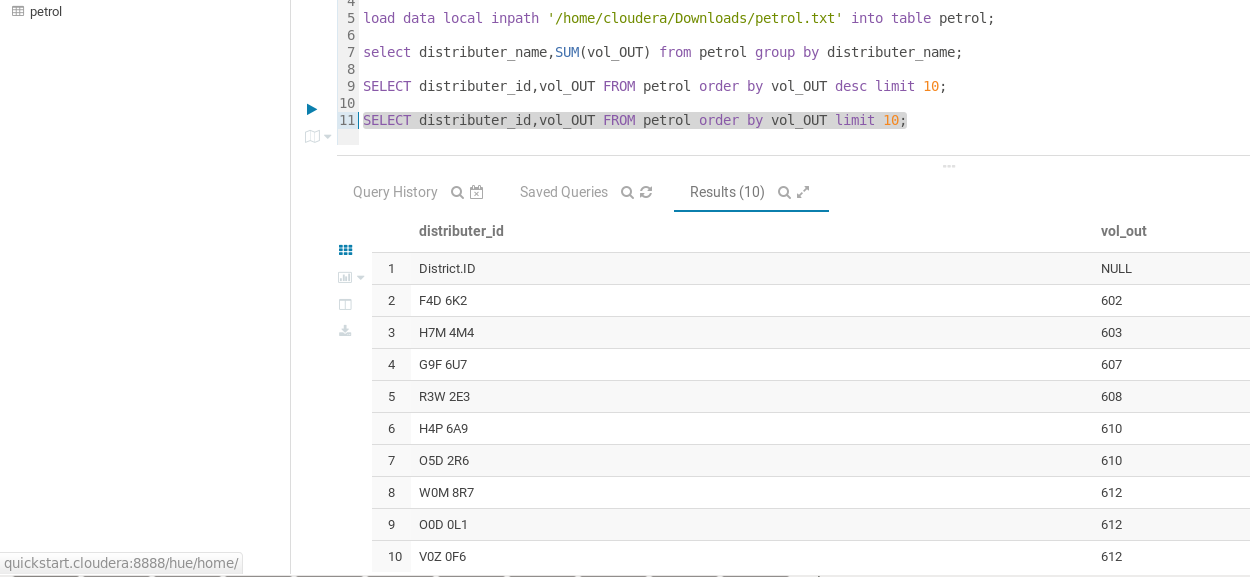 petrol
4
5 load data local inpath '/home/cloudera/Downloads/petrol.txt' into table petrol;
6
7 select distributer_name,SUM(vol_OUT) from petrol group by distributer_name;
8
9 SELECT distributer_id,vol_OUT FROM petrol order by vol_OUT desc limit 10;
10
11 SELECT distributer_id,vol_OUT FROM petrol order by vol_OUT limit 10;
Query History Saved Queries Results (10)
distributer_id vol_out
1 District.ID NULL
2 F4D 6K2 602
3 H7M 4M4 603
4 G9F 6U7 607
5 R3W 2E3 608
6 H4P 6A9 610
7 O5D 2R6 610
8 W0M 8R7 612
9 O0D 0L1 612
10 V0Z 0F6 612
quickstart.cloudera:8888/hue/home/